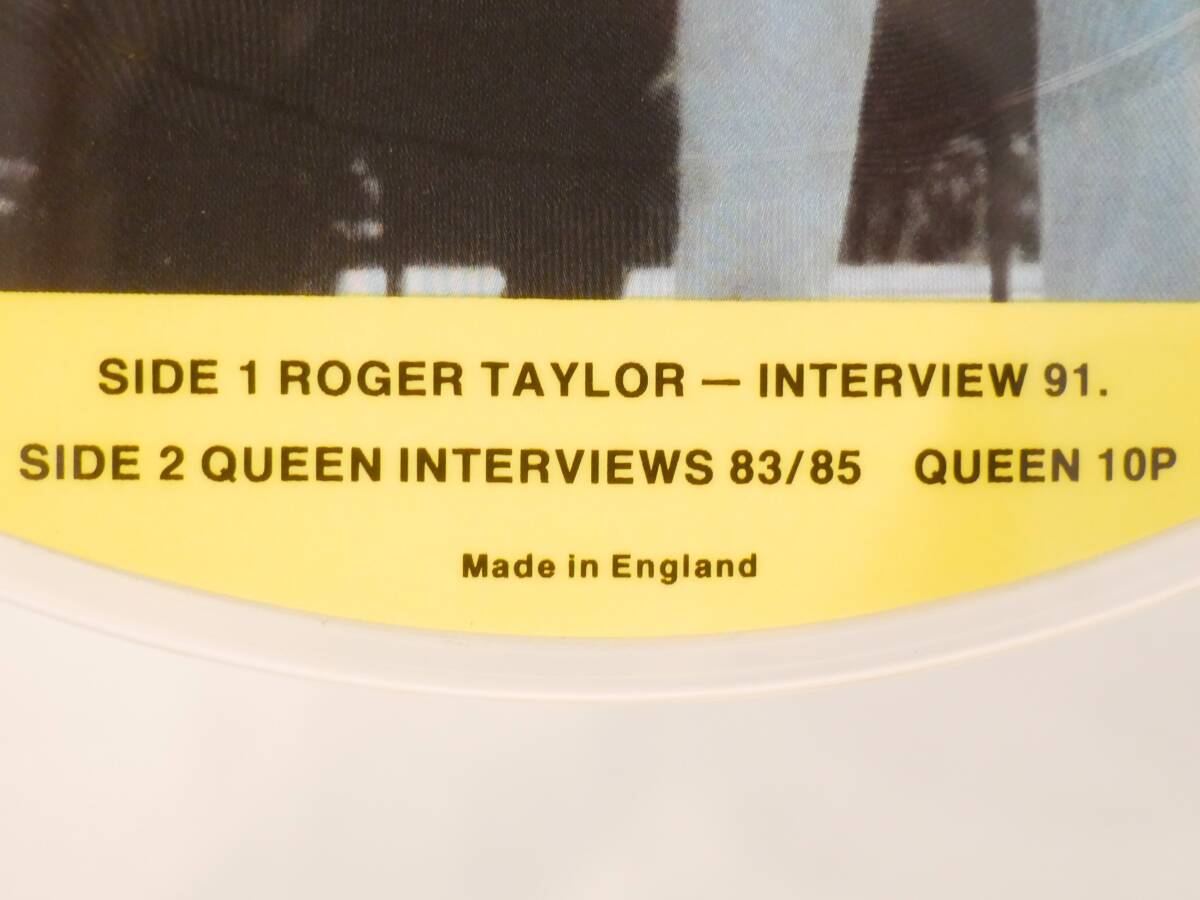 SIDE 1 ROGER TAYLOR — INTERVIEW 91.
SIDE 2 QUEEN INTERVIEWS 83/85 QUEEN 10P
Made in England